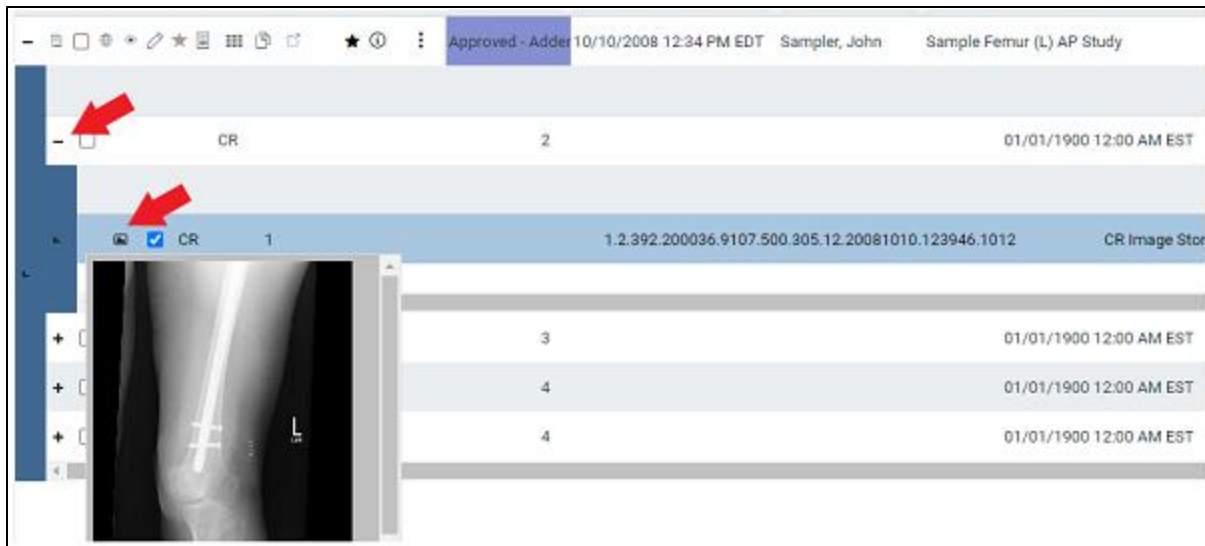 Approved - Adder 10/10/2008 12:34 PM EDT Sampler, John Sample Femur (L) AP Study
CR 2 01/01/1900 12:00 AM EST
CR 1 1.2.392.200036.9107.500.305.12.20081010.123946.1012 CR Image Stor
L
3 01/01/1900 12:00 AM EST
4 01/01/1900 12:00 AM EST
4 01/01/1900 12:00 AM EST